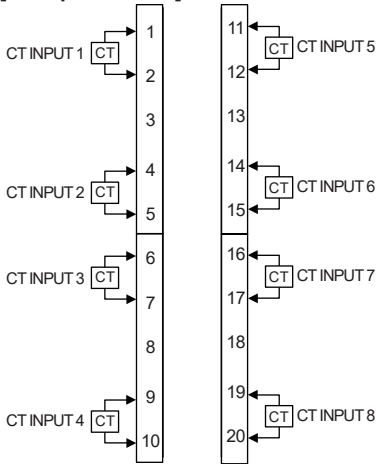 1
CT INPUT 1 CT
2
3
4
CT INPUT 2 CT
5
6
CT INPUT 3 CT
7
8
9
CT INPUT 4 CT
10
11
CT CT INPUT 5
12
13
14
CT CT INPUT 6
15
16
CT CT INPUT 7
17
18
19
CT CT INPUT 8
20